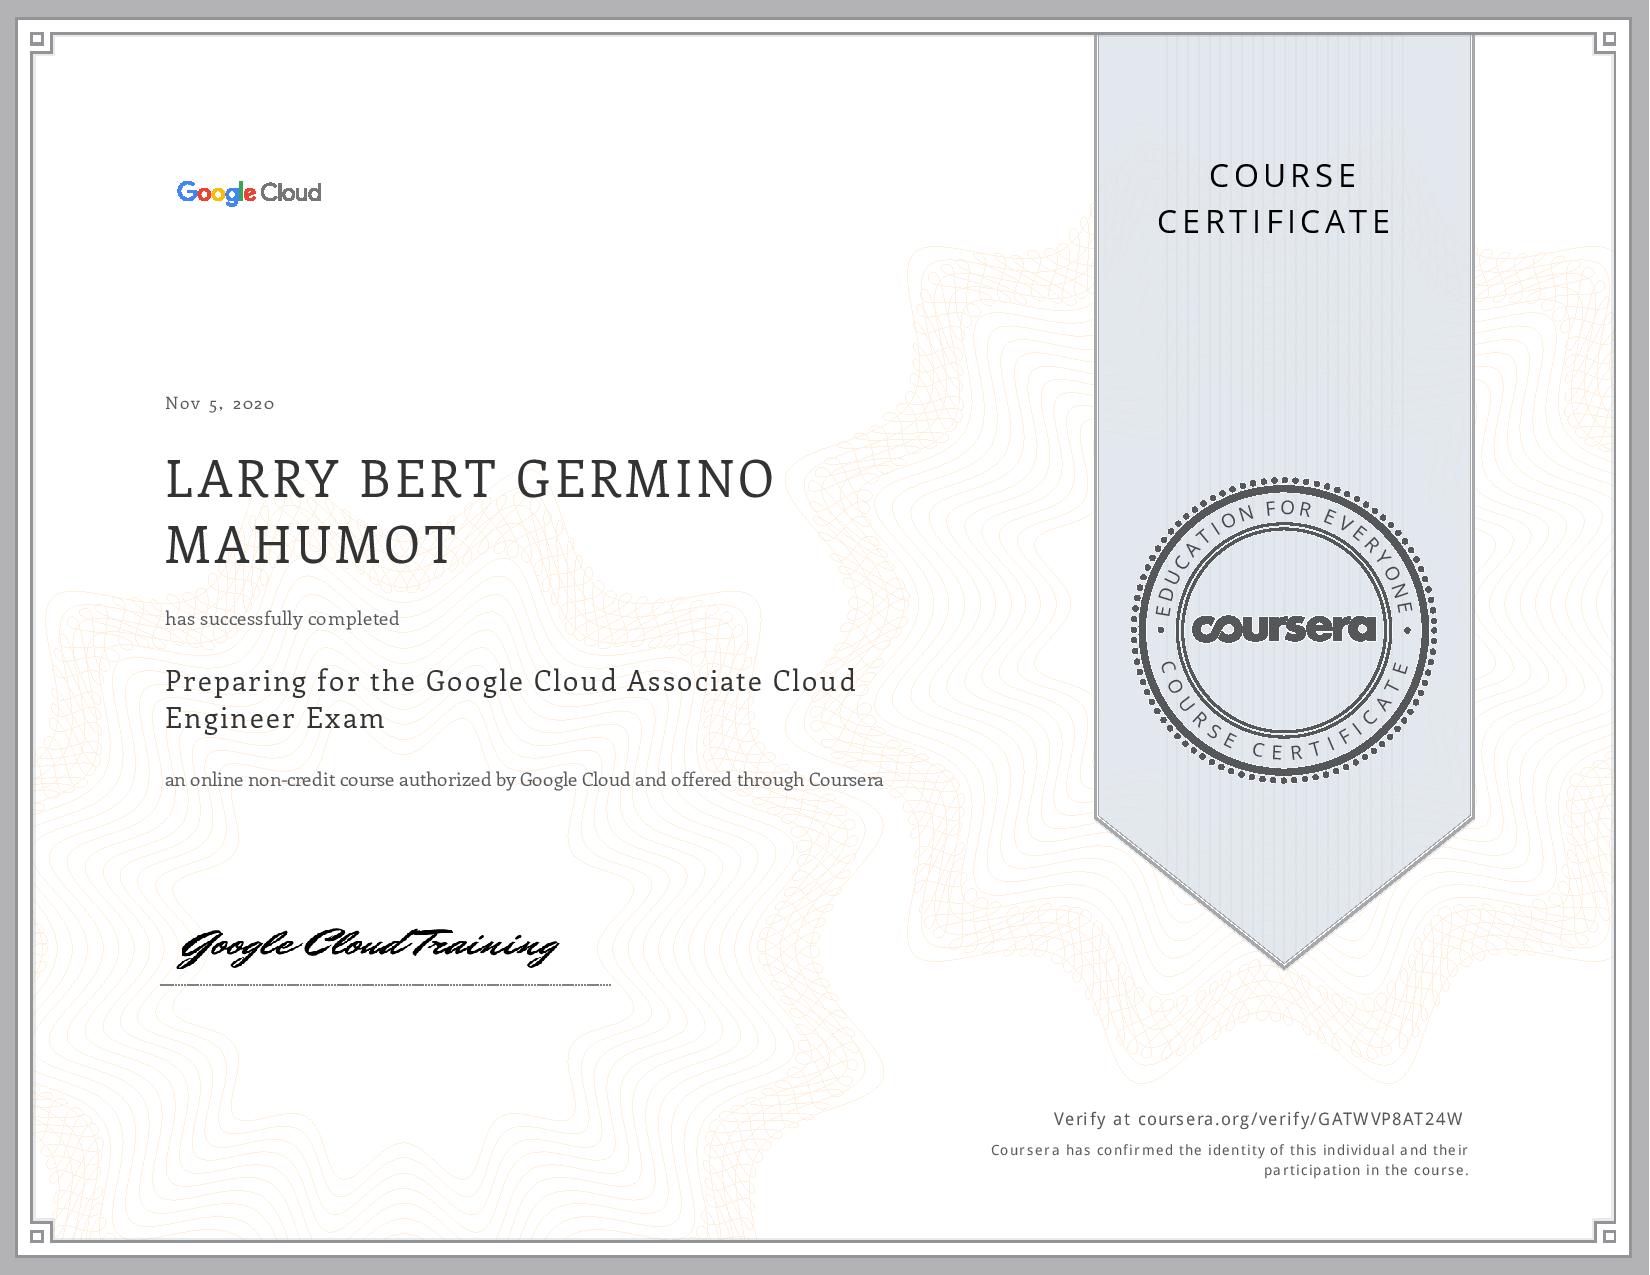 Google Cloud
COURSE
CERTIFICATE
Nov 5, 2020
LARRY BERT GERMINO
MAHUMOT
has successfully completed
Preparing for the Google Cloud Associate Cloud
Engineer Exam
an online non-credit course authorized by Google Cloud and offered through Coursera
Google Cloud Training
• EDUCATION FOR EVERYONE •
coursera
COURSE CERTIFICATE
Verify at coursera.org/verify/GATWVP8AT24W
Coursera has confirmed the identity of this individual and their
participation in the course.